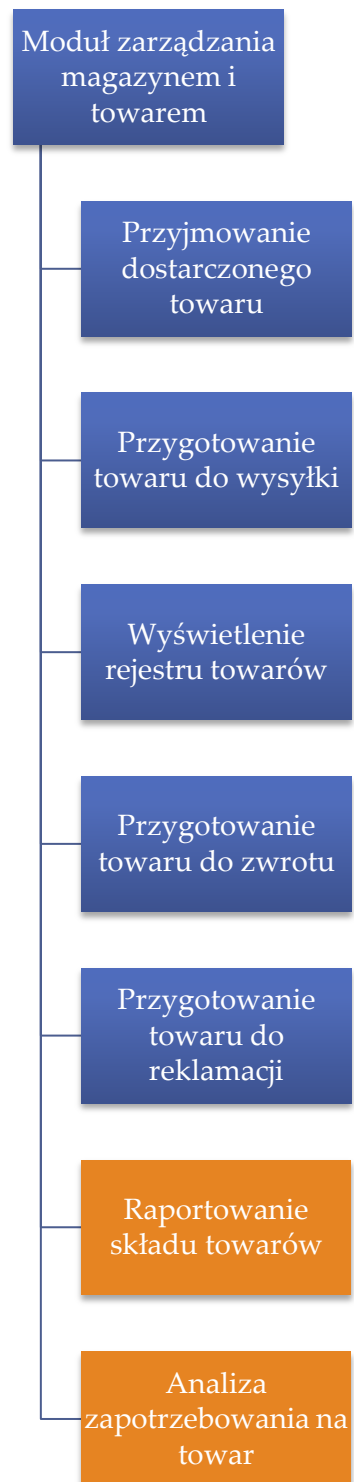 Moduł zarządzania
magazynem i
towarem
Przyjmowanie
dostarczonego
towaru
Przygotowanie
towaru do wysyłki
Wyświetlenie
rejestru towarów
Przygotowanie
towaru do zwrotu
Przygotowanie
towaru do
reklamacji
Raportowanie
składu towarów
Analiza
zapotrzebowania na
towar